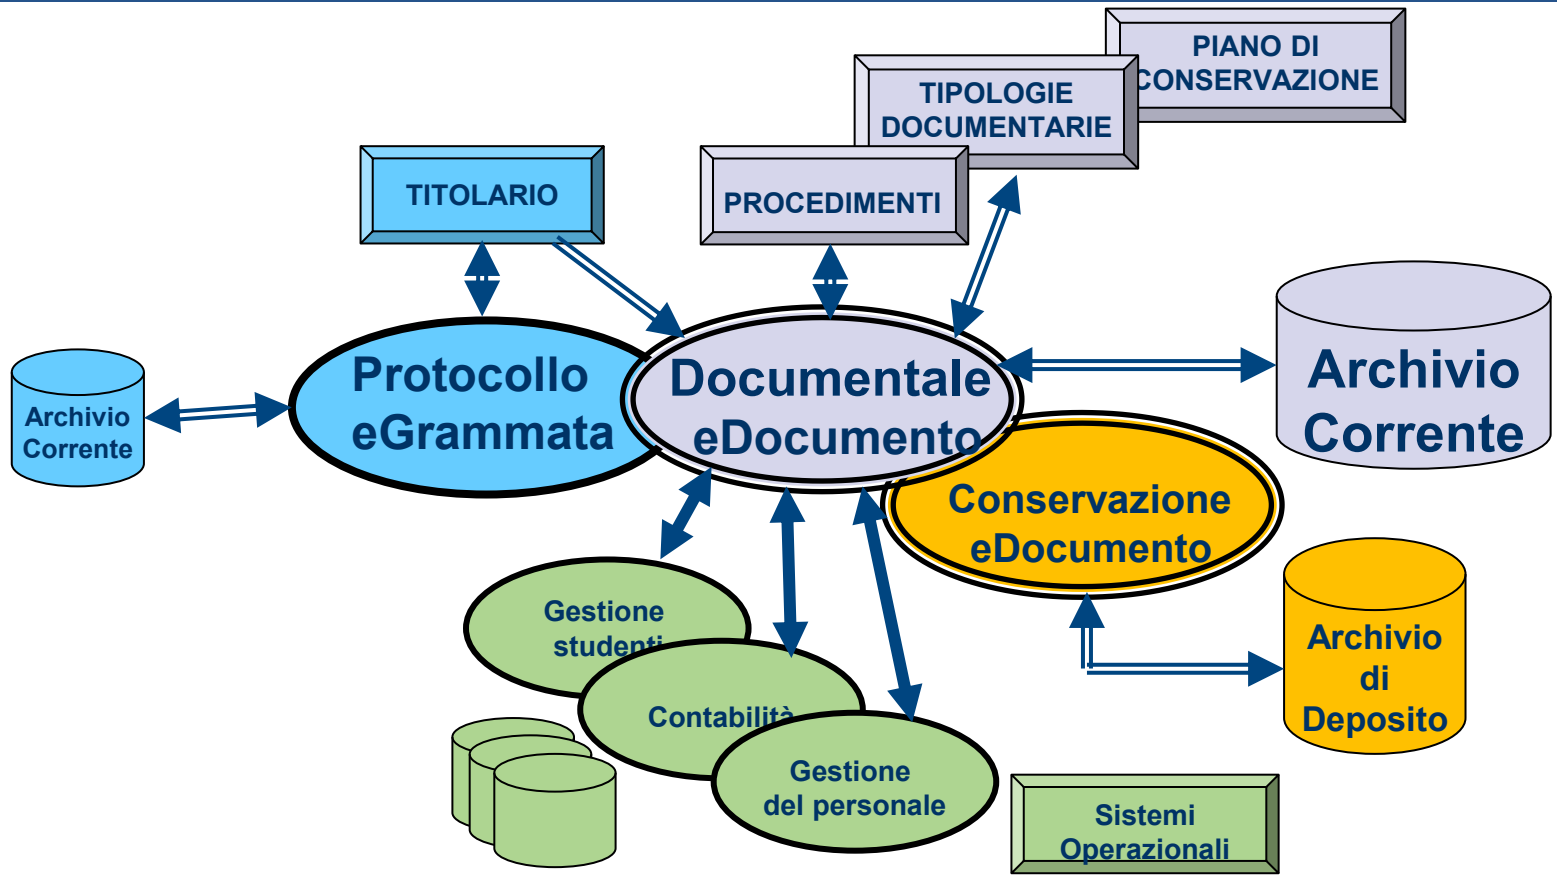 PIANO DI
CONSERVAZIONE
TIPOLOGIE
DOCUMENTARIE
TITOLARIO
PROCEDIMENTI
Archivio
Corrente
Protocollo
eGrammata
Documentale
eDocumento
Archivio
Corrente
Conservazione
eDocumento
Gestione
studenti
Contabilità
Gestione
del personale
Archivio
di
Deposito
Sistemi
Operazionali